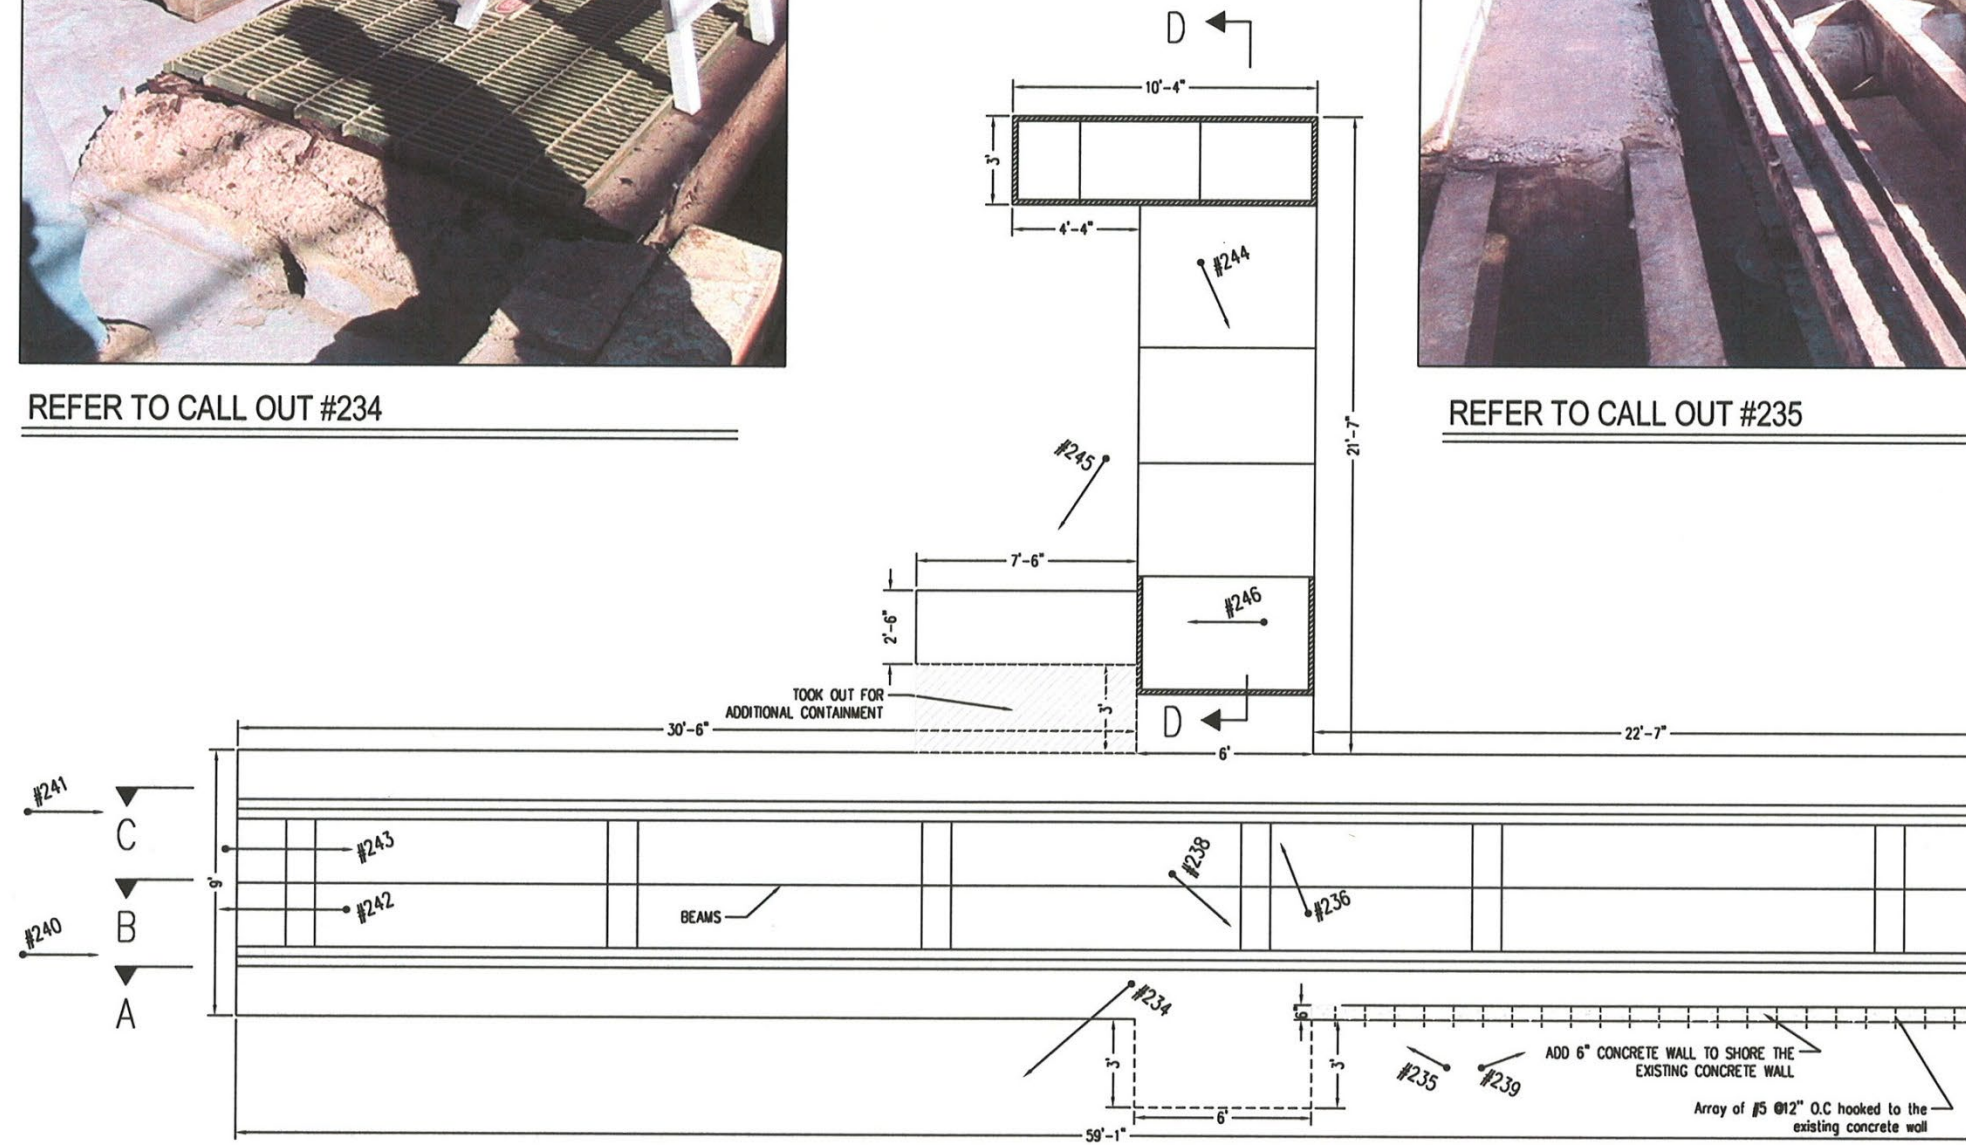 D
10'-4"
3'
4'-4"
#244
REFER TO CALL OUT #234
REFER TO CALL OUT #235
21'-7"
#245
7'-6"
2'-6"
#246
TOOK OUT FOR
ADDITIONAL CONTAINMENT
3'
D
30'-6"
6'
22'-7"
#241
C
#243
#238
9'
B
#242
BEAMS
#236
#240
A
#234
6"
3'
3'
ADD 6" CONCRETE WALL TO SHORE THE
EXISTING CONCRETE WALL
#235
#239
Array of #5 @12" O.C hooked to the
existing concrete wall
6'
59'-1"